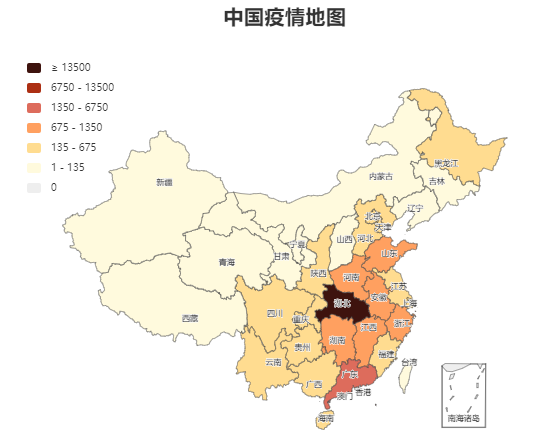 中国疫情地图
≥ 13500
6750 - 13500
1350 - 6750
675 - 1350
135 - 675
1 - 135
0
黑龙江
内蒙古
吉林
新疆
辽宁
北京
天津
河北
山西
宁夏
山东
甘肃
青海
陕西
河南
江苏
安徽
上海
湖北
西藏
四川
重庆
浙江
江西
湖南
贵州
福建
云南
台湾
广东
广西
香港
澳门
海南
南海诸岛